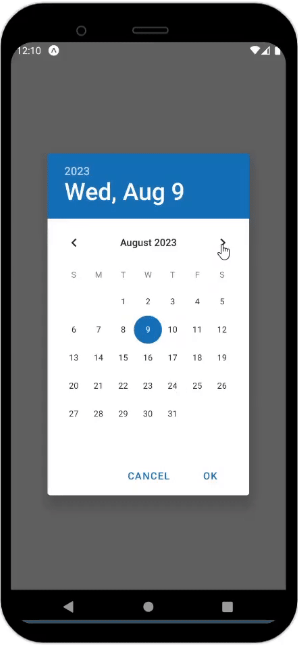 12:10
2023
Wed, Aug 9
August 2023
S M T W T F S
1 2 3 4 5
6 7 8 9 10 11 12
13 14 15 16 17 18 19
20 21 22 23 24 25 26
27 28 29 30 31
CANCEL OK